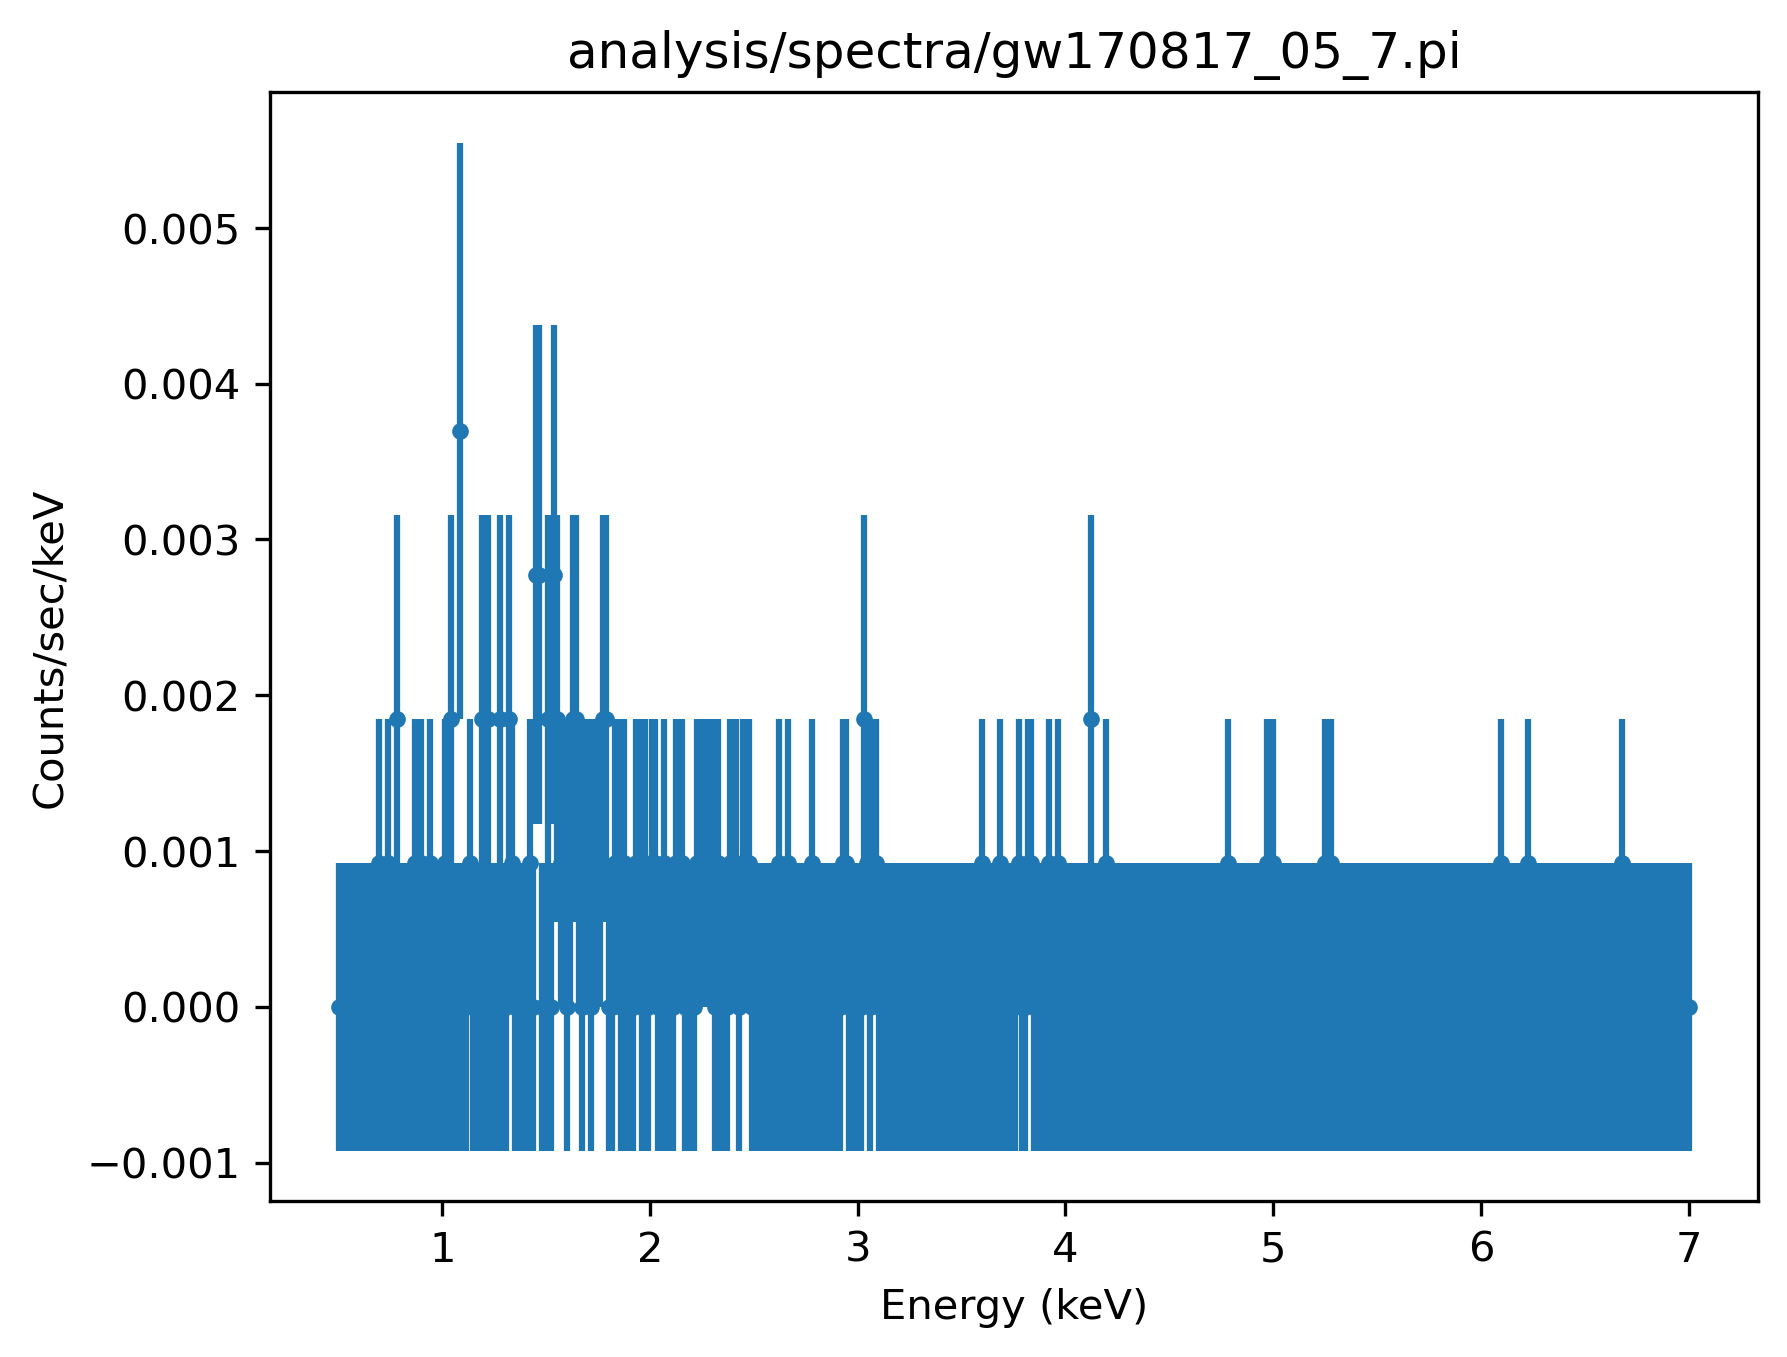 analysis/spectra/gw170817_05_7.pi
0.005
0.004
0.003
0.002
0.001
0.000
−0.001
Counts/sec/keV
1 2 3 4 5 6 7
Energy (keV)